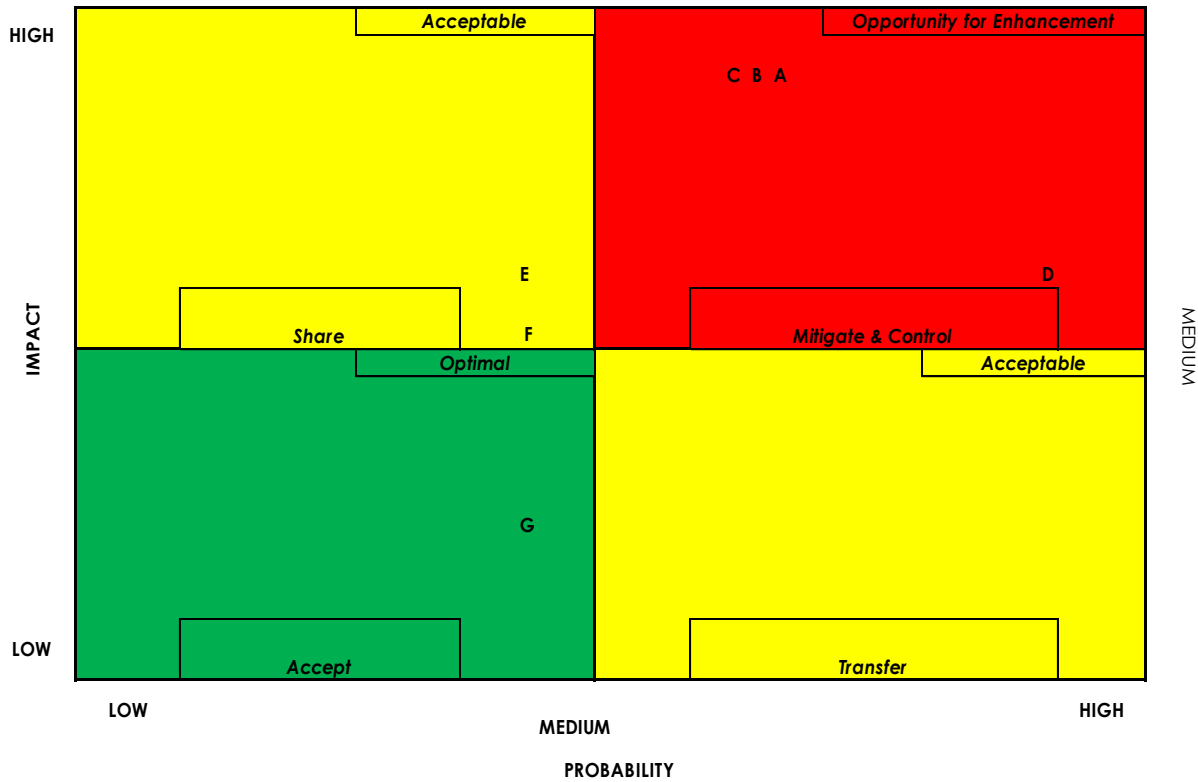 HIGH
Acceptable
Opportunity for Enhancement
C B A
E
D
IMPACT
MEDIUM
Share
F
Mitigate & Control
Optimal
Acceptable
G
LOW
Accept
Transfer
LOW
MEDIUM
HIGH
PROBABILITY